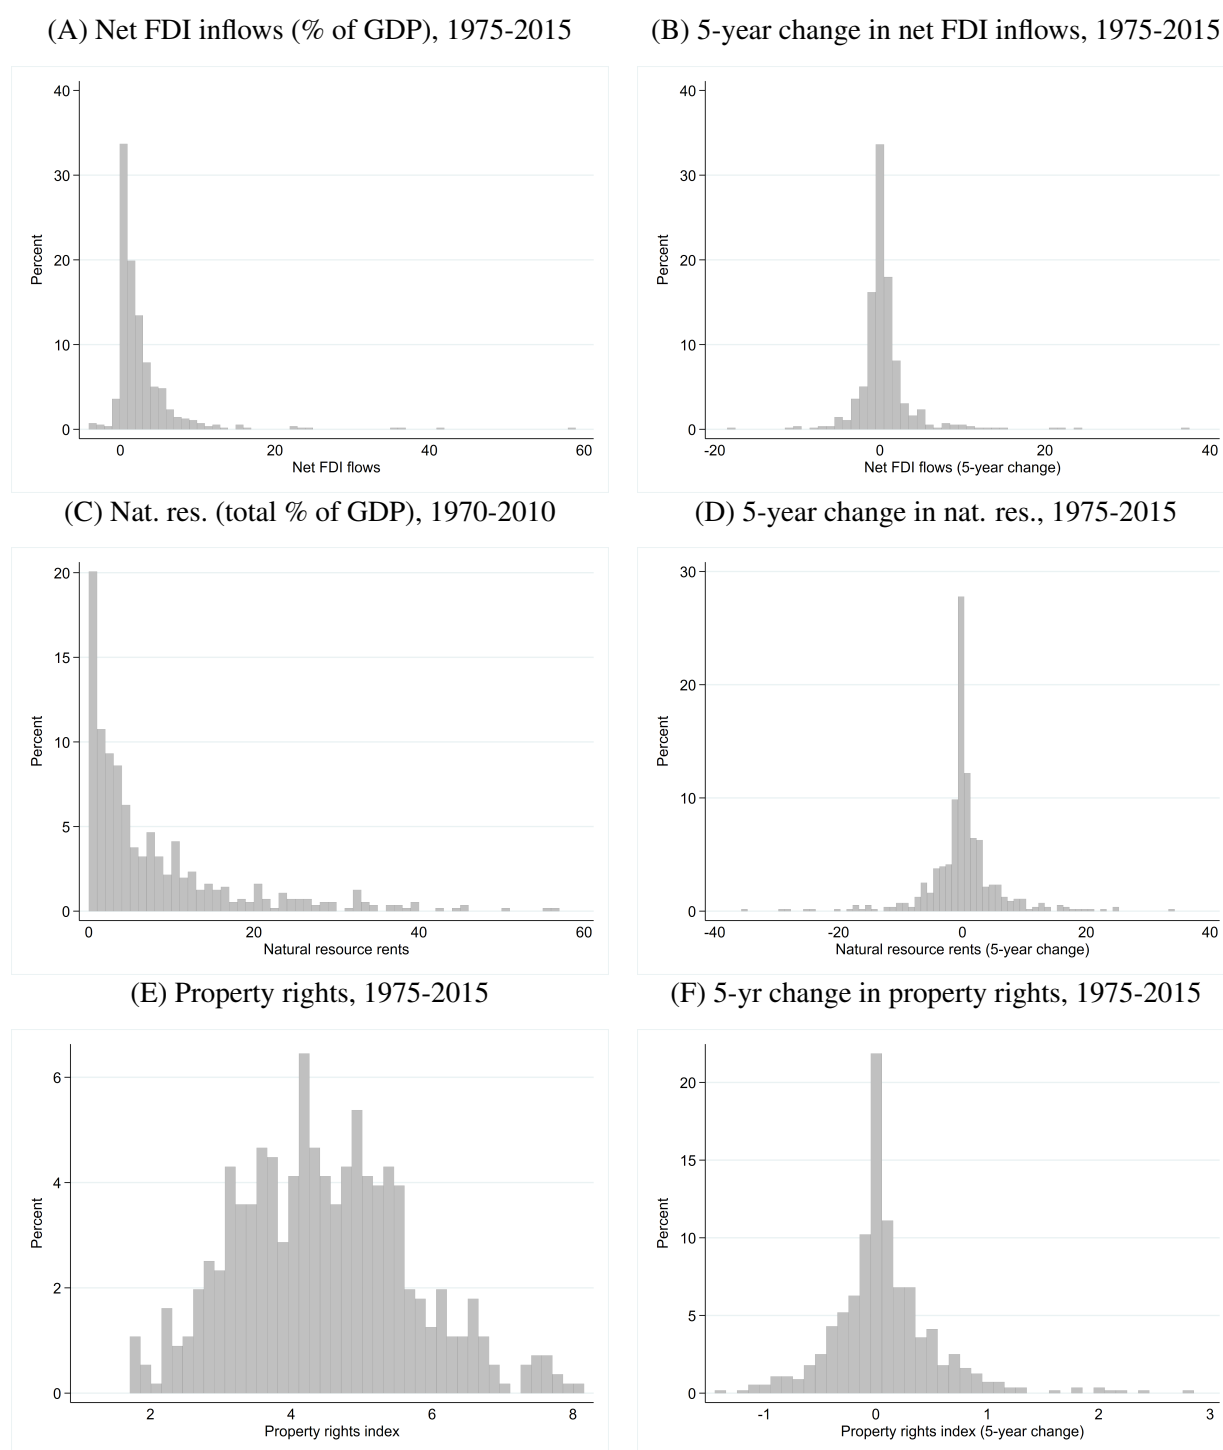 (A) Net FDI inflows (% of GDP), 1975-2015
(B) 5-year change in net FDI inflows, 1975-2015
40
30
20
10
0
Percent
0 20 40 60
Net FDI flows
40
30
20
10
0
Percent
-20 0 20 40
Net FDI flows (5-year change)
(C) Nat. res. (total % of GDP), 1970-2010
(D) 5-year change in nat. res., 1975-2015
20
15
10
5
0
Percent
0 20 40 60
Natural resource rents
30
20
10
0
Percent
-40 -20 0 20 40
Natural resource rents (5-year change)
(E) Property rights, 1975-2015
(F) 5-yr change in property rights, 1975-2015
6
4
2
0
Percent
2 4 6 8
Property rights index
20
15
10
5
0
Percent
-1 0 1 2 3
Property rights index (5-year change)